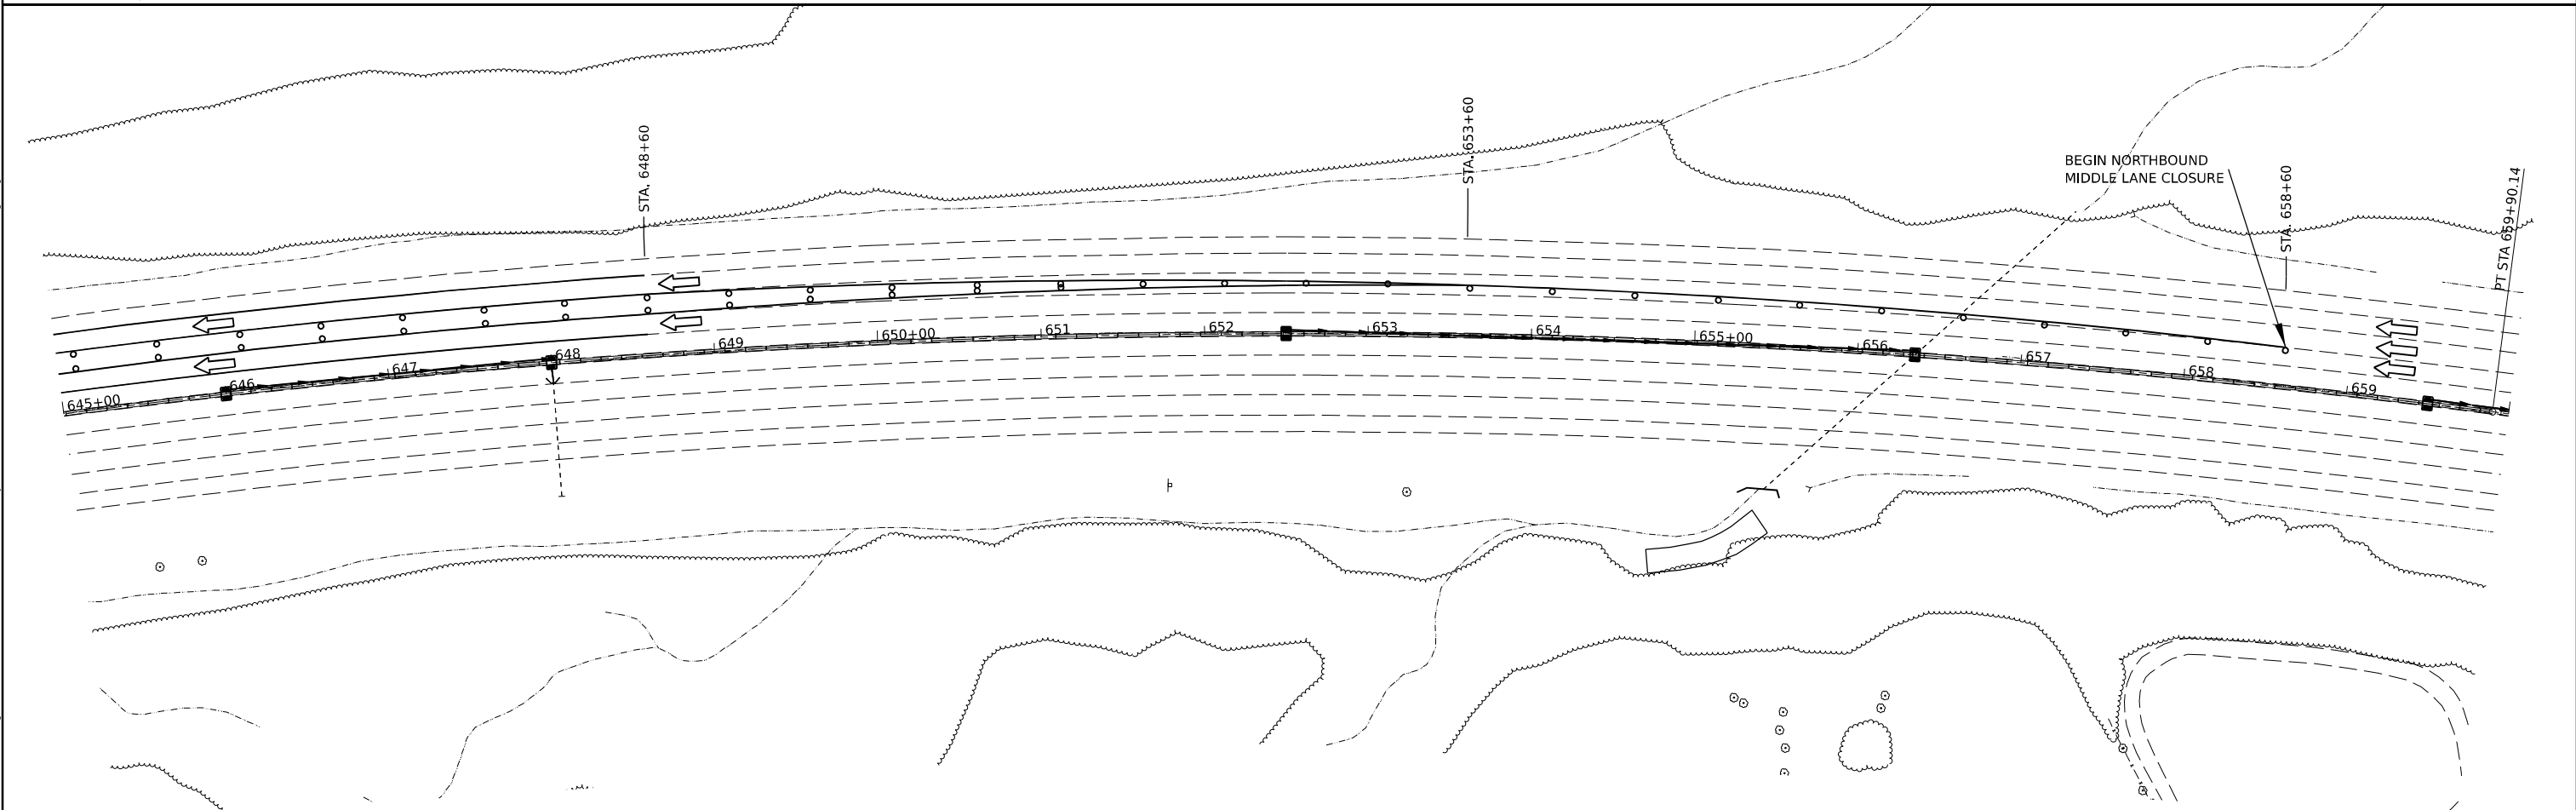 STA. 648+60
STA. 653+60
BEGIN NORTHBOUND
MIDDLE LANE CLOSURE
STA. 658+60
PT STA 659+90.14
645+00
646
647
648
649
650+00
651
652
653
654
655+00
656
657
658
659